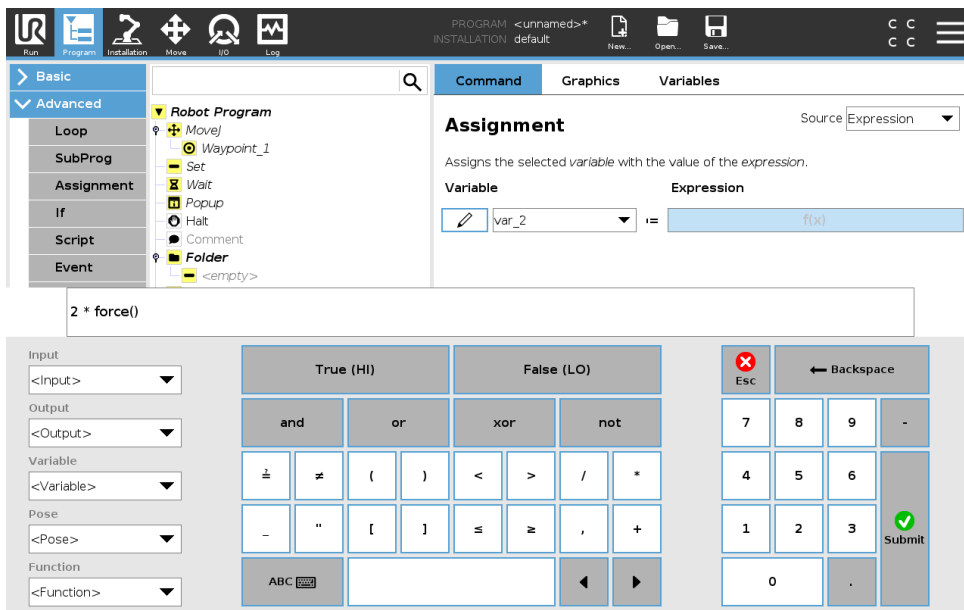 PROGRAM <unnamed>*
INSTALLATION default
Run
Program
Installation
Move
I/O
Log
New...
Open...
Save...
C C
C C
Basic
Advanced
Loop
SubProg
Assignment
If
Script
Event
Robot Program
MoveJ
Waypoint_1
Set
Wait
Popup
Halt
Comment
Folder
<empty>
Command
Graphics
Variables
Assignment
Source Expression
Assigns the selected variable with the value of the expression.
Variable
Expression
var_2
:=
f(x)
2 * force()
Input
<Input>
Output
<Output>
Variable
<Variable>
Pose
<Pose>
Function
<Function>
True (HI)
False (LO)
and
or
xor
not
≟
≠
(
)
<
>
/
*
_
"
[
]
≤
≥
,
+
ABC
Esc
Backspace
7
8
9
-
4
5
6
1
2
3
Submit
0
.